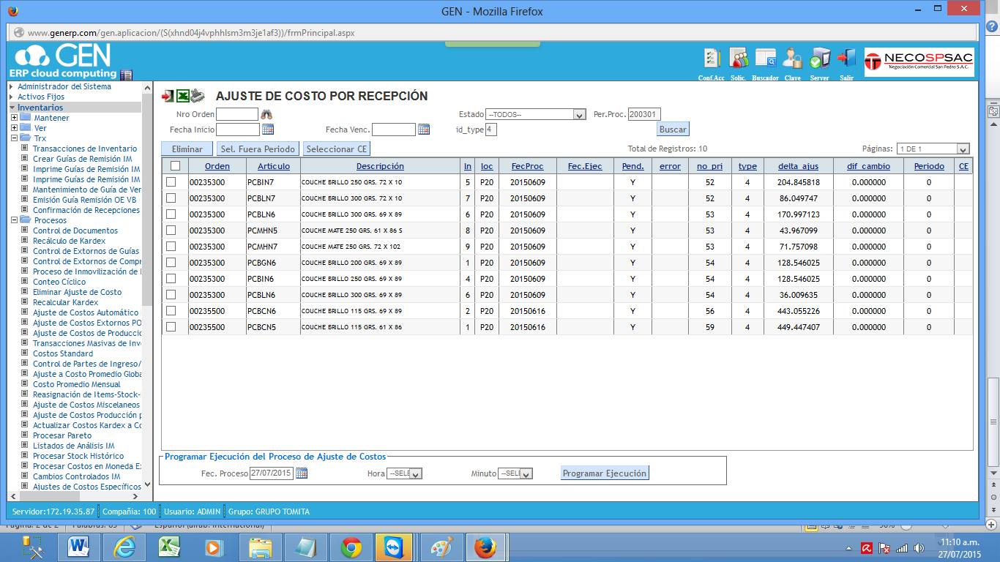 GEN - Mozilla Firefox
www.generp.com/gen.aplicacion/(S(xhnd04j4vphhlsm3m3je1af3))/frmPrincipal.aspx
GEN
ERP cloud computing
Conf.Acc Solic. Buscador Clave Server Salir
NECOSPSAC
Negociación Comercial San Pedro S.A.C.
Administrador del Sistema
Activos Fijos
Inventarios
Mantener
Ver
Trx
Transacciones de Inventario
Crear Guías de Remisión IM
Imprime Guías de Remisión IM
Imprime Guías de Remisión IM
Mantenimiento de Guía de Ven
Emisión Guía Remisión OE VB
Confirmación de Recepciones
Procesos
Control de Documentos
Recálculo de Kardex
Control de Extornos de Guías
Control de Extornos de Compr
Proceso de Inmovilización de
Conteo Cíclico
Eliminar Ajuste de Costo
Recalcular Kardex
Ajuste de Costos Automático
Ajuste de Costos Externos PO
Ajuste de Costos de Producció
Transacciones Masivas de Inv
Costos Standard
Control de Partes de Ingreso/
Ajuste a Costo Promedio Globa
Costo Promedio Mensual
Reasignación de Items-Stock-
Ajuste de Costos Miscelaneos
Ajuste de Costos Producción p
Actualizar Costos Kardex a Co
Procesar Pareto
Listados de Análisis IM
Procesar Stock Histórico
Procesar Costos en Moneda Ex
Cambios Controlados IM
Ajustes de Costos Específicos
AJUSTE DE COSTO POR RECEPCIÓN
Nro Orden Estado --TODOS-- Per.Proc. 200301
Fecha Inicio Fecha Venc. id_type 4 Buscar
Eliminar Sel. Fuera Periodo Seleccionar CE Total de Registros: 10 Páginas: 1 DE 1
Orden Articulo Descripción ln loc FecProc Fec.Ejec Pend. error no_pri type delta_ajus dif_cambio Periodo CE
00235300 PCBIN7 COUCHE BRILLO 250 GRS. 72 X 10 5 P20 20150609 Y 52 4 204.845818 0.000000 0
00235300 PCBLN7 COUCHE BRILLO 300 GRS. 72 X 10 7 P20 20150609 Y 52 4 86.049747 0.000000 0
00235300 PCBLN6 COUCHE BRILLO 300 GRS. 69 X 89 6 P20 20150609 Y 53 4 170.997123 0.000000 0
00235300 PCMHN5 COUCHE MATE 250 GRS. 61 X 86 S 8 P20 20150609 Y 53 4 43.967099 0.000000 0
00235300 PCMHN7 COUCHE MATE 250 GRS. 72 X 102 9 P20 20150609 Y 53 4 71.757098 0.000000 0
00235300 PCBGN6 COUCHE BRILLO 200 GRS. 69 X 89 1 P20 20150609 Y 54 4 128.546025 0.000000 0
00235300 PCBIN6 COUCHE BRILLO 250 GRS. 69 X 89 4 P20 20150609 Y 54 4 128.546025 0.000000 0
00235300 PCBLN6 COUCHE BRILLO 300 GRS. 69 X 89 6 P20 20150609 Y 54 4 36.009635 0.000000 0
00235500 PCBCN6 COUCHE BRILLO 115 GRS. 69 X 89 2 P20 20150616 Y 56 4 443.055226 0.000000 0
00235500 PCBCN5 COUCHE BRILLO 115 GRS. 61 X 86 1 P20 20150616 Y 59 4 449.447407 0.000000 0
Programar Ejecución del Proceso de Ajuste de Costos
Fec. Proceso 27/07/2015 Hora --SELE Minuto --SELE Programar Ejecución
Servidor:172.19.35.87 Compañia: 100 Usuario: ADMIN Grupo: GRUPO TOMITA
11:10 a.m.
27/07/2015